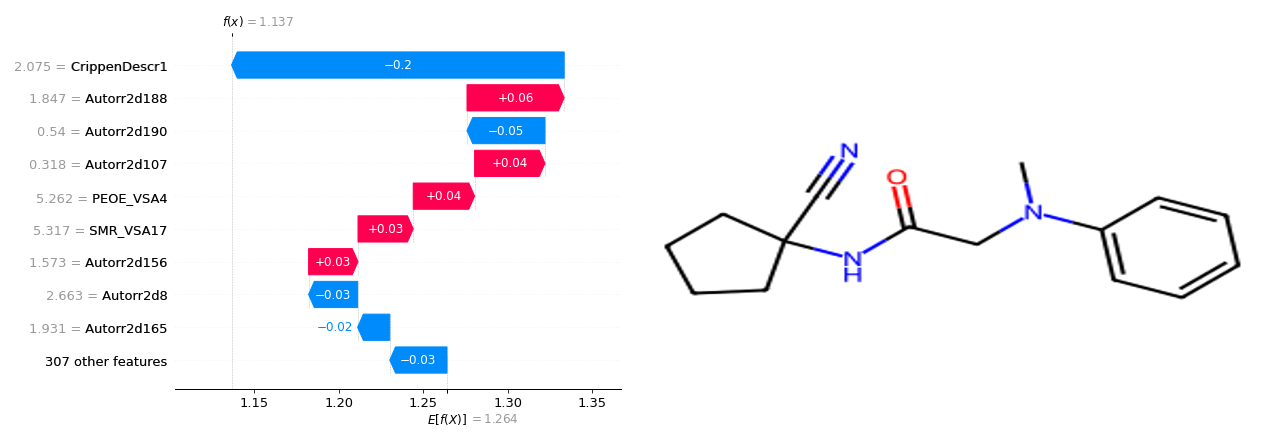 f(x) = 1.137
2.075 = CrippenDescr1
−0.2
1.847 = Autorr2d188
+0.06
0.54 = Autorr2d190
−0.05
0.318 = Autorr2d107
+0.04
5.262 = PEOE_VSA4
+0.04
5.317 = SMR_VSA17
+0.03
1.573 = Autorr2d156
+0.03
2.663 = Autorr2d8
−0.03
1.931 = Autorr2d165
−0.02
307 other features
−0.03
1.15 1.20 1.25 1.30 1.35
E[f(X)] = 1.264
N
O
N
N
H